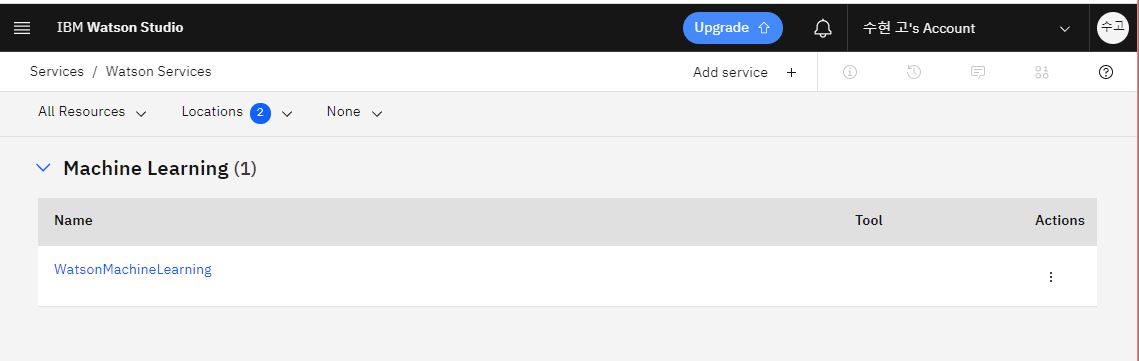 IBM Watson Studio Upgrade 수현 고's Account 수고
Services / Watson Services Add service +
All Resources Locations 2 None
Machine Learning (1)
Name Tool Actions
WatsonMachineLearning